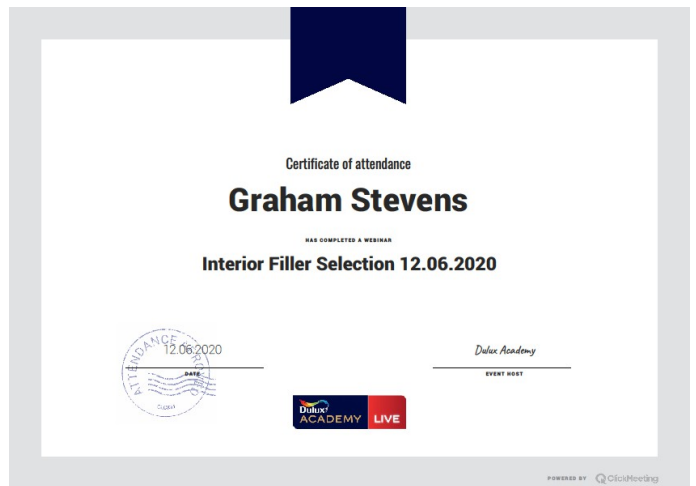 Certificate of attendance
Graham Stevens
HAS COMPLETED A WEBINAR
Interior Filler Selection 12.06.2020
12.06.2020
DATE
Dulux Academy
EVENT HOST
Dulux
ACADEMY LIVE
POWERED BY ClickMeeting